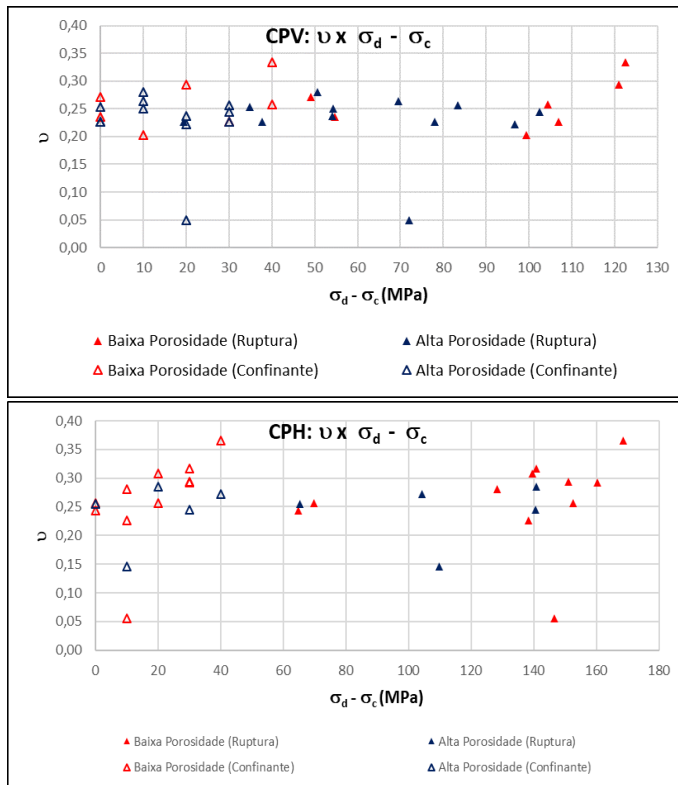 CPV: υ x σd - σc
0,40
0,35
0,30
0,25
0,20
0,15
0,10
0,05
0,00
υ
0 10 20 30 40 50 60 70 80 90 100 110 120 130
σd - σc (MPa)
Baixa Porosidade (Ruptura) Alta Porosidade (Ruptura)
Baixa Porosidade (Confinante) Alta Porosidade (Confinante)
CPH: υ x σd - σc
0,40
0,35
0,30
0,25
0,20
0,15
0,10
0,05
0,00
υ
0 20 40 60 80 100 120 140 160 180
σd - σc (MPa)
Baixa Porosidade (Ruptura) Alta Porosidade (Ruptura)
Baixa Porosidade (Confinante) Alta Porosidade (Confinante)